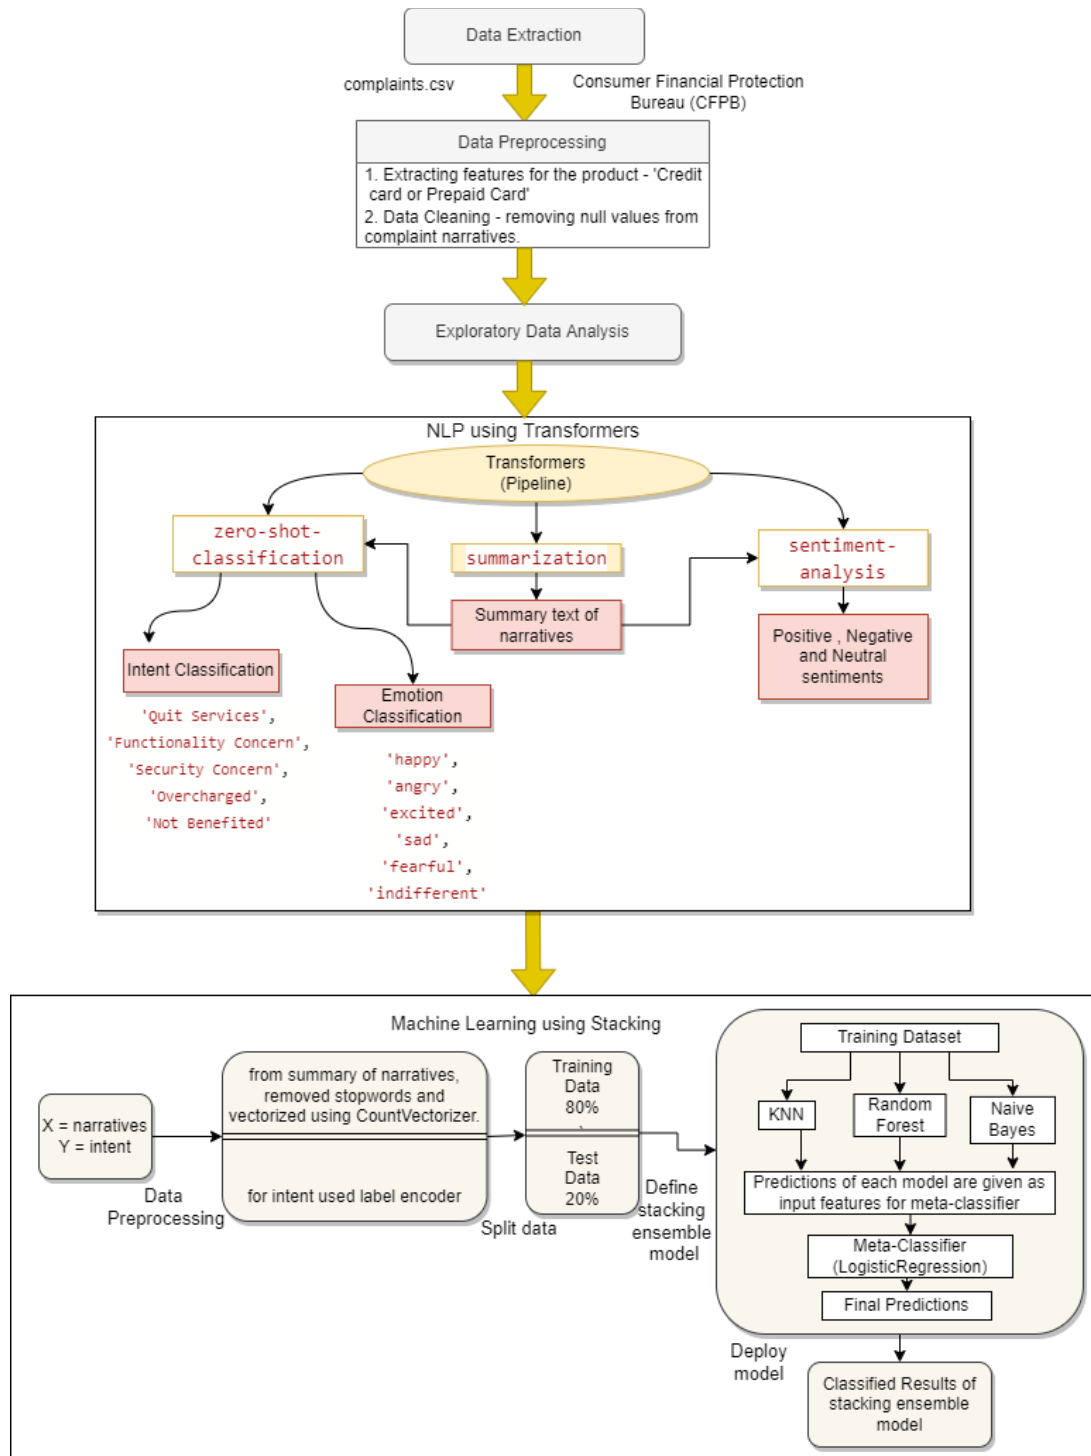 Data Extraction
complaints.csv
Consumer Financial Protection
Bureau (CFPB)
Data Preprocessing
1. Extracting features for the product - 'Credit
card or Prepaid Card'
2. Data Cleaning - removing null values from
complaint narratives.
Exploratory Data Analysis
NLP using Transformers
Transformers
(Pipeline)
zero-shot-
classification
summarization
sentiment-
analysis
Summary text of
narratives
Positive , Negative
and Neutral
sentiments
Intent Classification
Emotion
Classification
'Quit Services',
'Functionality Concern',
'Security Concern',
'Overcharged',
'Not Benefited'
'happy',
'angry',
'excited',
'sad',
'fearful',
'indifferent'
Machine Learning using Stacking
X = narratives
Y = intent
Data
Preprocessing
from summary of narratives,
removed stopwords and
vectorized using CountVectorizer.
for intent used label encoder
Split data
Training
Data
80%
`
Test
Data
20%
Define
stacking
ensemble
model
Training Dataset
KNN
Random
Forest
Naive
Bayes
Predictions of each model are given as
input features for meta-classifier
Meta-Classifier
(LogisticRegression)
Final Predictions
Deploy
model
Classified Results of
stacking ensemble
model